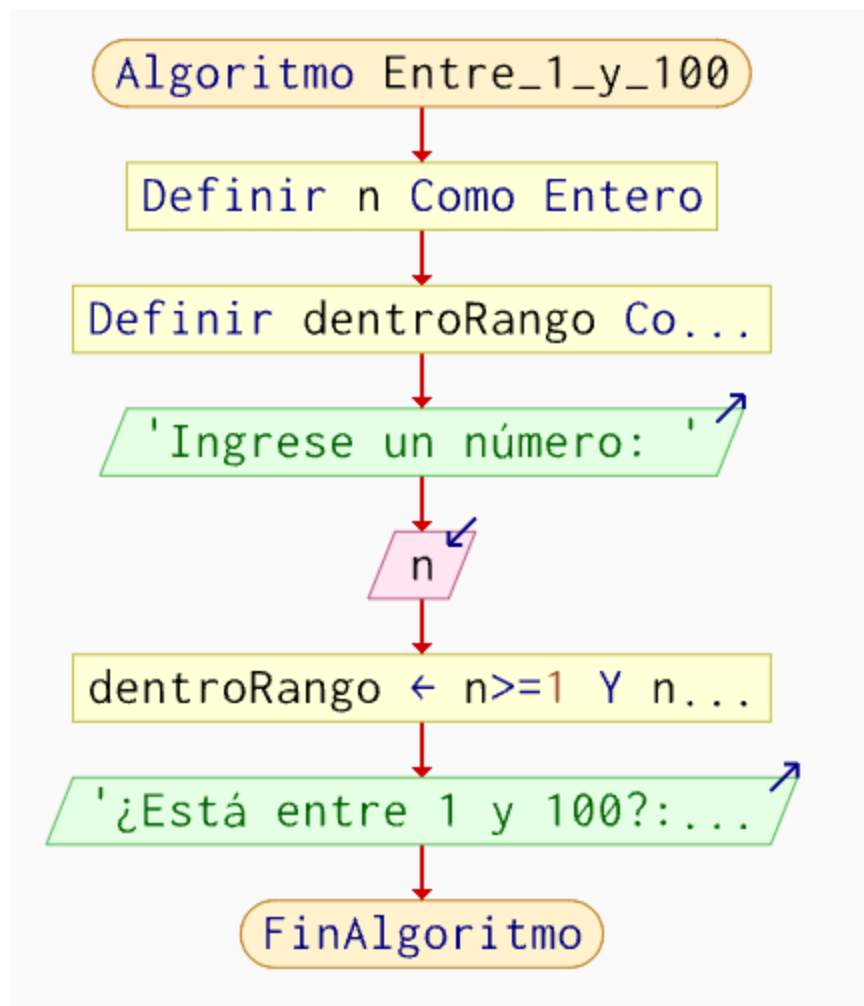 Algoritmo Entre_1_y_100
Definir n Como Entero
Definir dentroRango Co...
'Ingrese un número: '
n
dentroRango ← n>=1 Y n...
'¿Está entre 1 y 100?:...
FinAlgoritmo